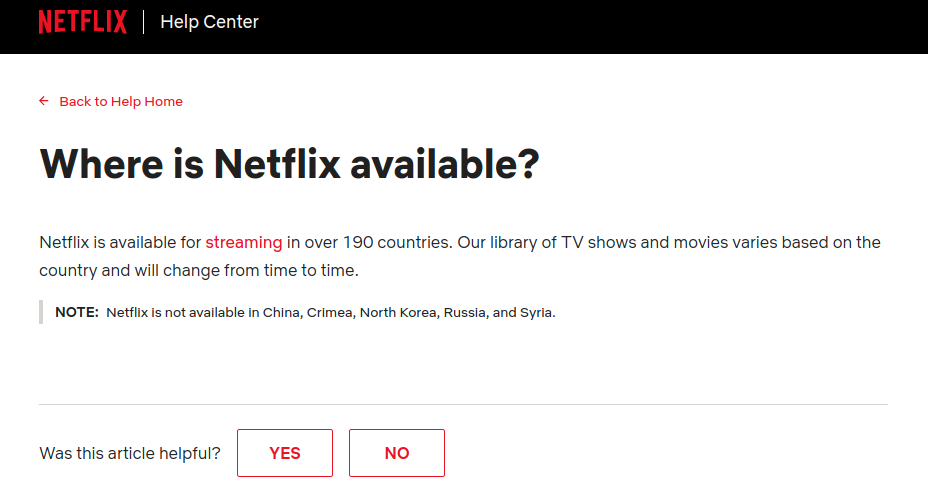 NETFLIX | Help Center
← Back to Help Home
Where is Netflix available?
Netflix is available for streaming in over 190 countries. Our library of TV shows and movies varies based on the
country and will change from time to time.
NOTE: Netflix is not available in China, Crimea, North Korea, Russia, and Syria.
Was this article helpful? YES NO